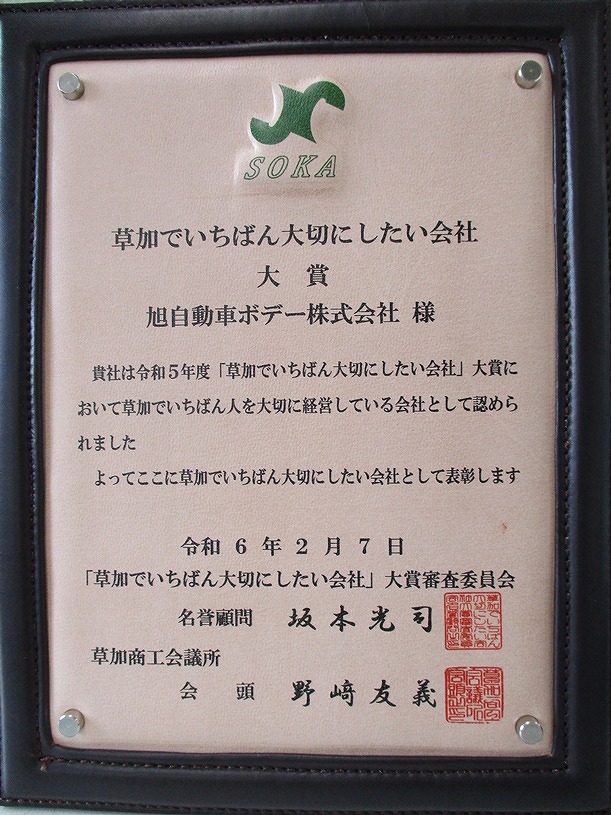 SOKA
草加でいちばん大切にしたい会社
大賞
旭自動車ボデー株式会社 様
貴社は令和5年度「草加でいちばん大切にしたい会社」大賞に
おいて草加でいちばん人を大切に経営している会社として認めら
れました
よってここに草加でいちばん大切にしたい会社として表彰します
令和 6 年 2 月 7 日
「草加でいちばん大切にしたい会社」大賞審査委員会
名誉顧問 坂本光司
草加商工会議所
会 頭 野﨑友義